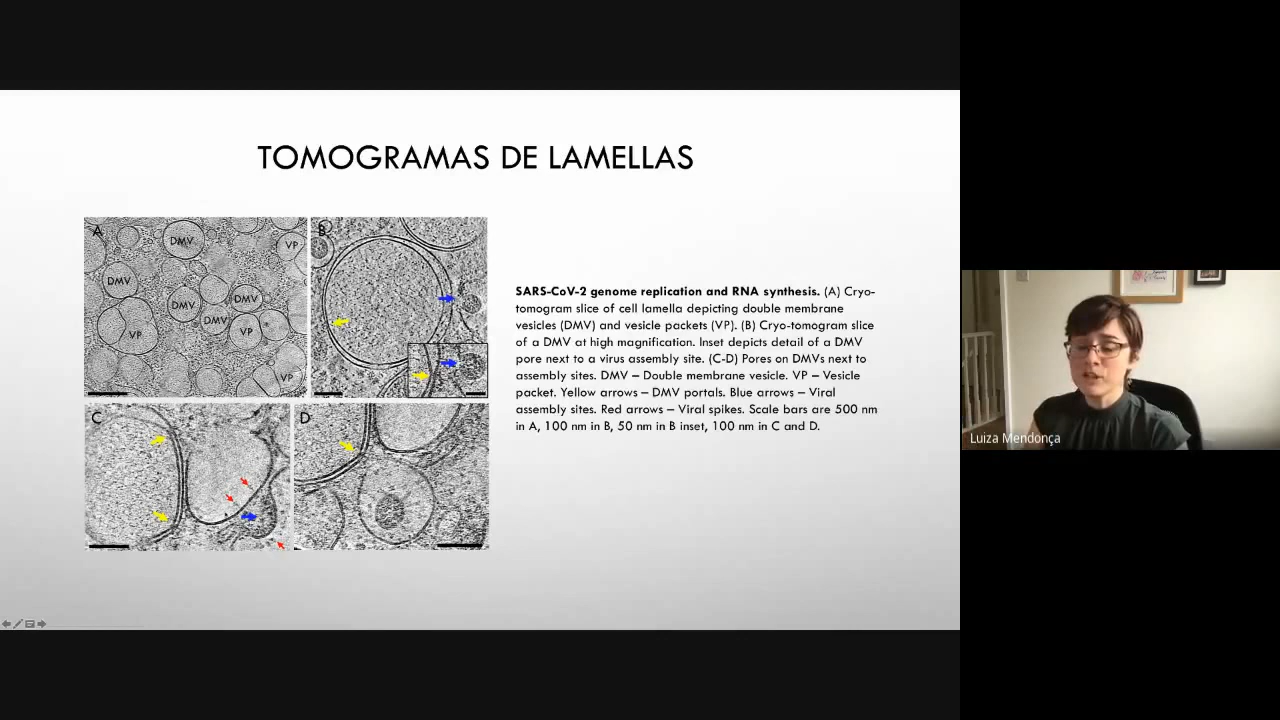 TOMOGRAMAS DE LAMELLAS
A
DMV
VP
DMV
DMV
DMV
DMV
VP
VP
VP
B
C
D
SARS-CoV-2 genome replication and RNA synthesis. (A) Cryo-
tomogram slice of cell lamella depicting double membrane
vesicles (DMV) and vesicle packets (VP). (B) Cryo-tomogram slice
of a DMV at high magnification. Inset depicts detail of a DMV
pore next to a virus assembly site. (C-D) Pores on DMVs next to
assembly sites. DMV – Double membrane vesicle. VP – Vesicle
packet. Yellow arrows – DMV portals. Blue arrows – Viral
assembly sites. Red arrows – Viral spikes. Scale bars are 500 nm
in A, 100 nm in B, 50 nm in B inset, 100 nm in C and D.
Luiza Mendonça